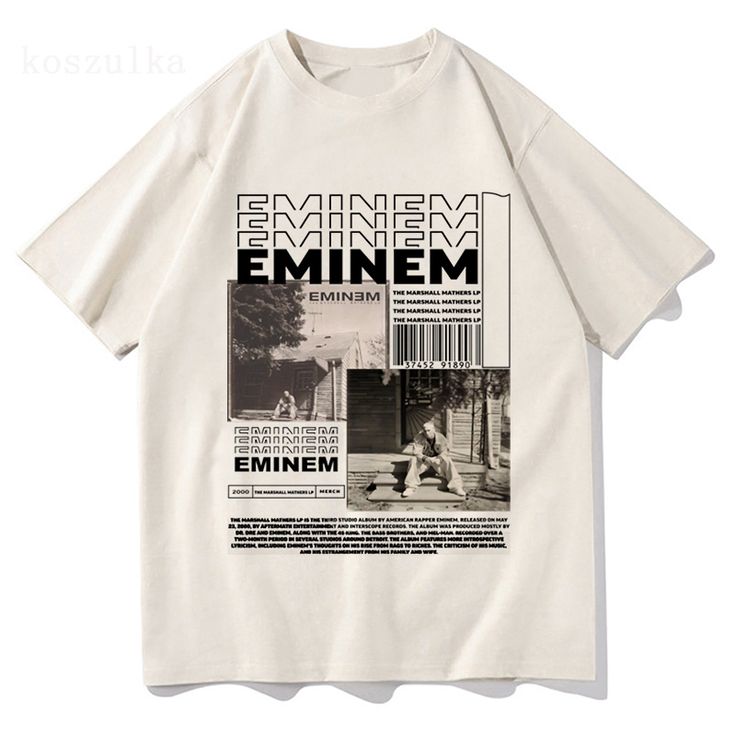 koszulka
EMINEM
EMINEM
EMINEM
EMINEM
EMINEM
THE MARSHALL MATHERS LP
THE MARSHALL MATHERS LP
THE MARSHALL MATHERS LP
THE MARSHALL MATHERS LP
THE MARSHALL MATHERS LP
37452 91890
EMINEM
EMINEM
EMINEM
EMINEM
2000 THE MARSHALL MATHERS LP MERCH
THE MARSHALL MATHERS LP IS THE THIRD STUDIO ALBUM BY AMERICAN RAPPER EMINEM, RELEASED ON MAY
23, 2000, BY AFTERMATH ENTERTAINMENT AND INTERSCOPE RECORDS. THE ALBUM WAS PRODUCED MOSTLY BY
DR. DRE AND EMINEM, ALONG WITH THE 45 KING, THE BASS BROTHERS, AND MEL-MAN. RECORDED OVER A
TWO-MONTH PERIOD IN SEVERAL STUDIOS AROUND DETROIT. THE ALBUM FEATURES MORE INTROSPECTIVE
LYRICISM, INCLUDING EMINEM'S THOUGHTS ON HIS RISE FROM RAGS TO RICHES, THE CRITICISM OF HIS MUSIC,
AND HIS ESTRANGEMENT FROM HIS FAMILY AND WIFE.